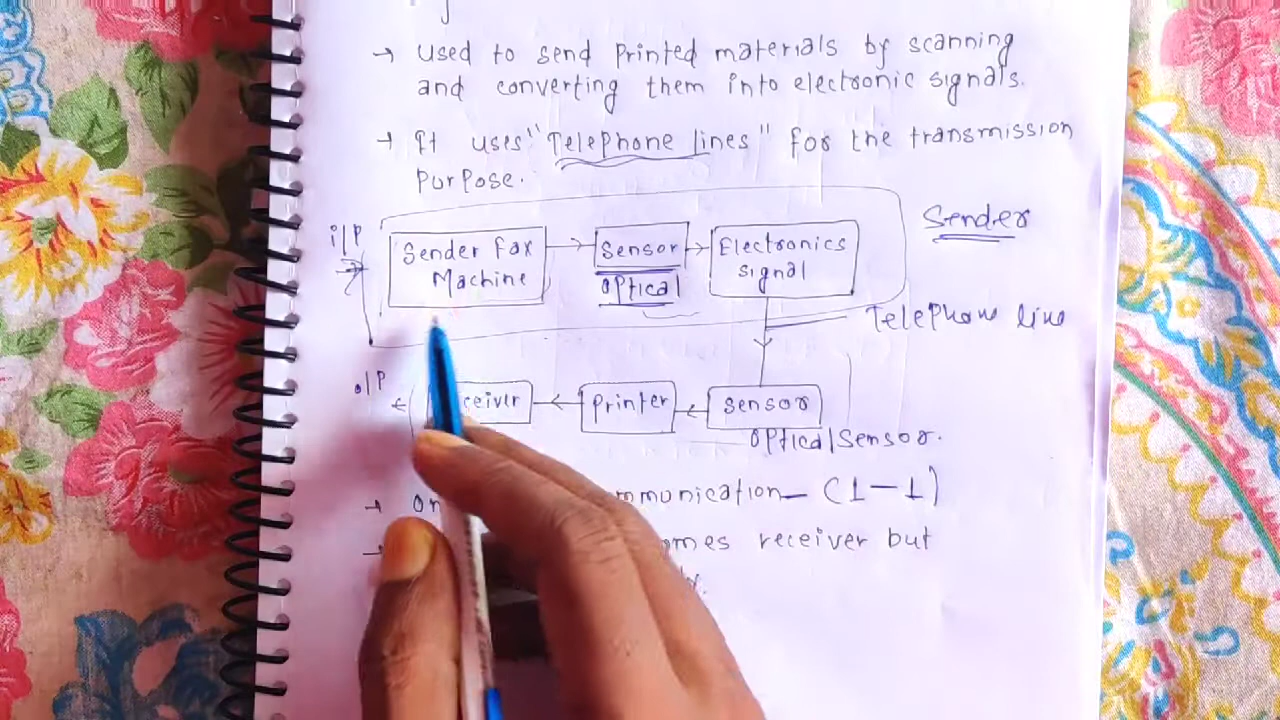 → Used to send Printed materials by scanning
and converting them into electronic signals.
→ It uses "Telephone lines" for the transmission
Purpose.
i/P
Sender fax
Machine
Sensor
Optical
Electronics
signal
Sender
Telephone line
o/P
Printer
Sensor
Optical Sensor.
→ (1-1)
→ receiver but